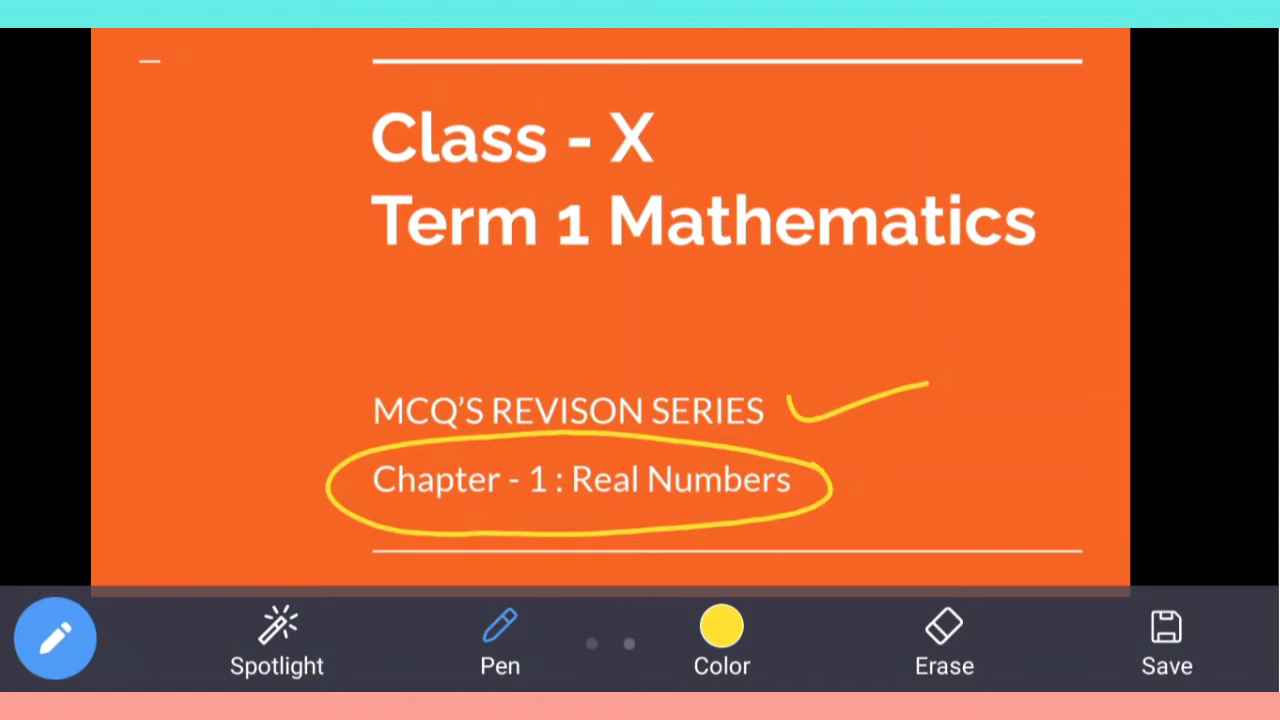 Class - X
Term 1 Mathematics
MCQ'S REVISON SERIES
Chapter - 1 : Real Numbers
Spotlight Pen Color Erase Save